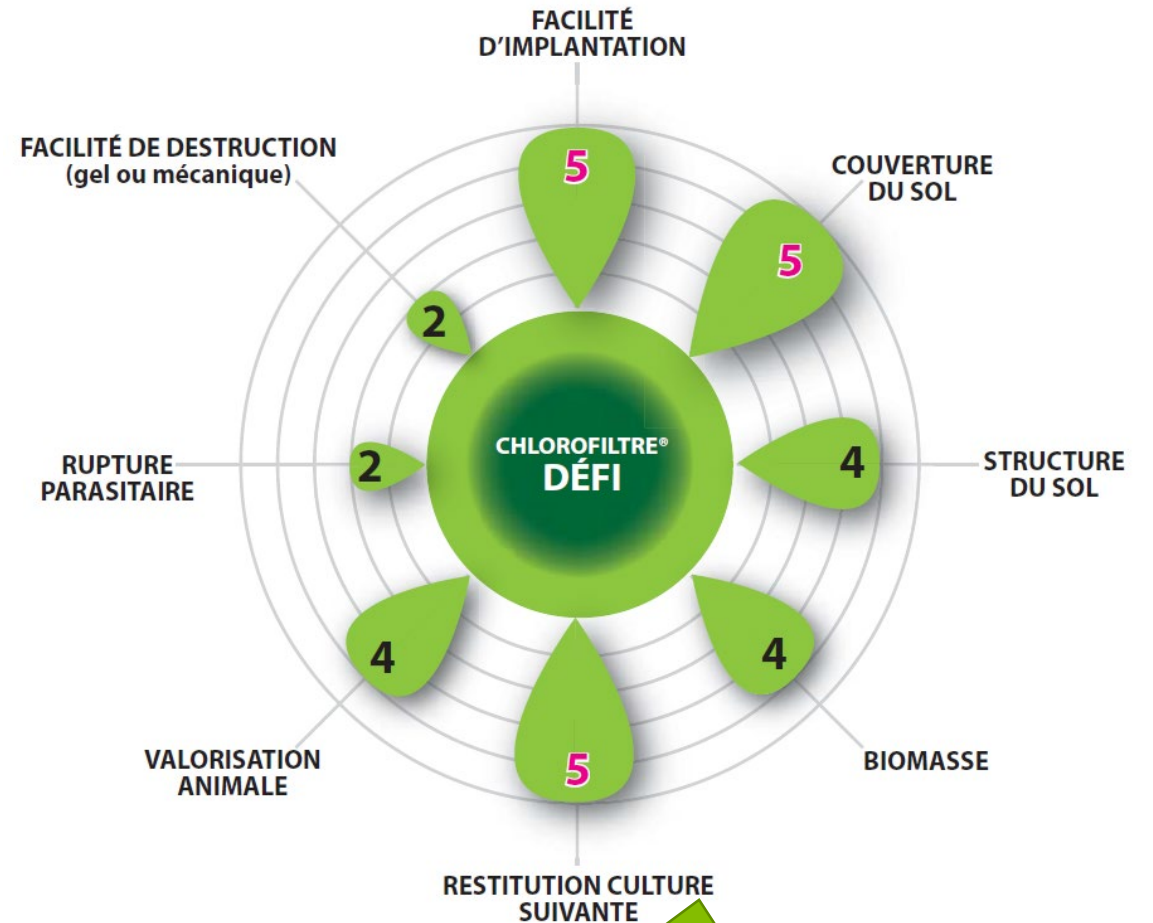 FACILITÉ
D'IMPLANTATION
5
COUVERTURE
DU SOL
5
STRUCTURE
DU SOL
4
BIOMASSE
4
RESTITUTION CULTURE
SUIVANTE
5
VALORISATION
ANIMALE
4
RUPTURE
PARASITAIRE
2
FACILITÉ DE DESTRUCTION
(gel ou mécanique)
2
CHLOROFILTRE®
DÉFI